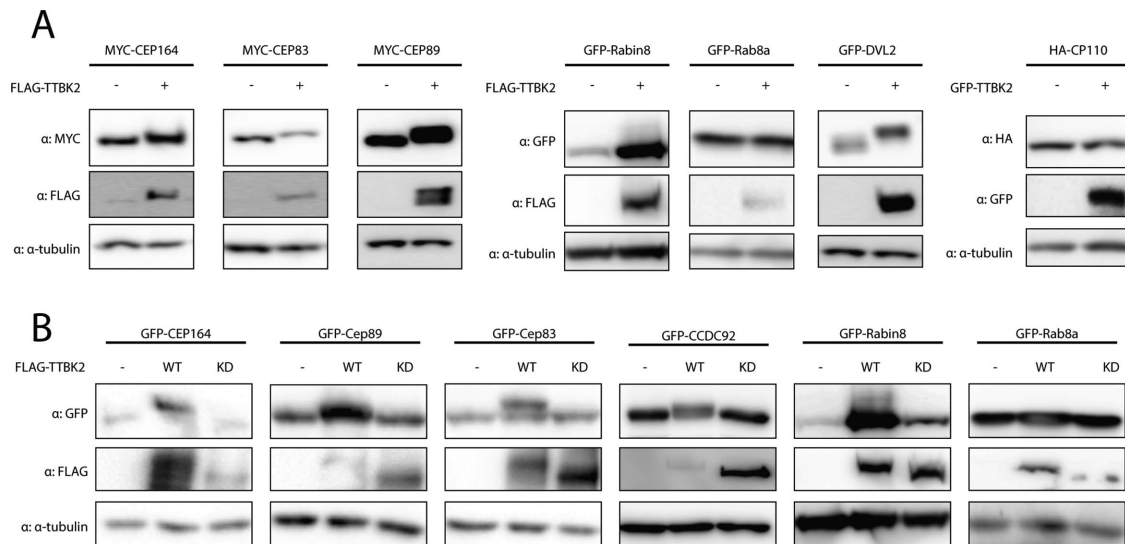 A
MYC-CEP164 MYC-CEP83 MYC-CEP89 GFP-Rabin8 GFP-Rab8a GFP-DVL2 HA-CP110
FLAG-TTBK2 - + - + - + FLAG-TTBK2 - + - + - + GFP-TTBK2 - +
α: MYC α: GFP α: HA
α: FLAG α: FLAG α: GFP
α: α-tubulin α: α-tubulin α: α-tubulin
B
GFP-CEP164 GFP-Cep89 GFP-Cep83 GFP-CCDC92 GFP-Rabin8 GFP-Rab8a
FLAG-TTBK2 - WT KD - WT KD - WT KD - WT KD - WT KD - WT KD
α: GFP
α: FLAG
α: α-tubulin